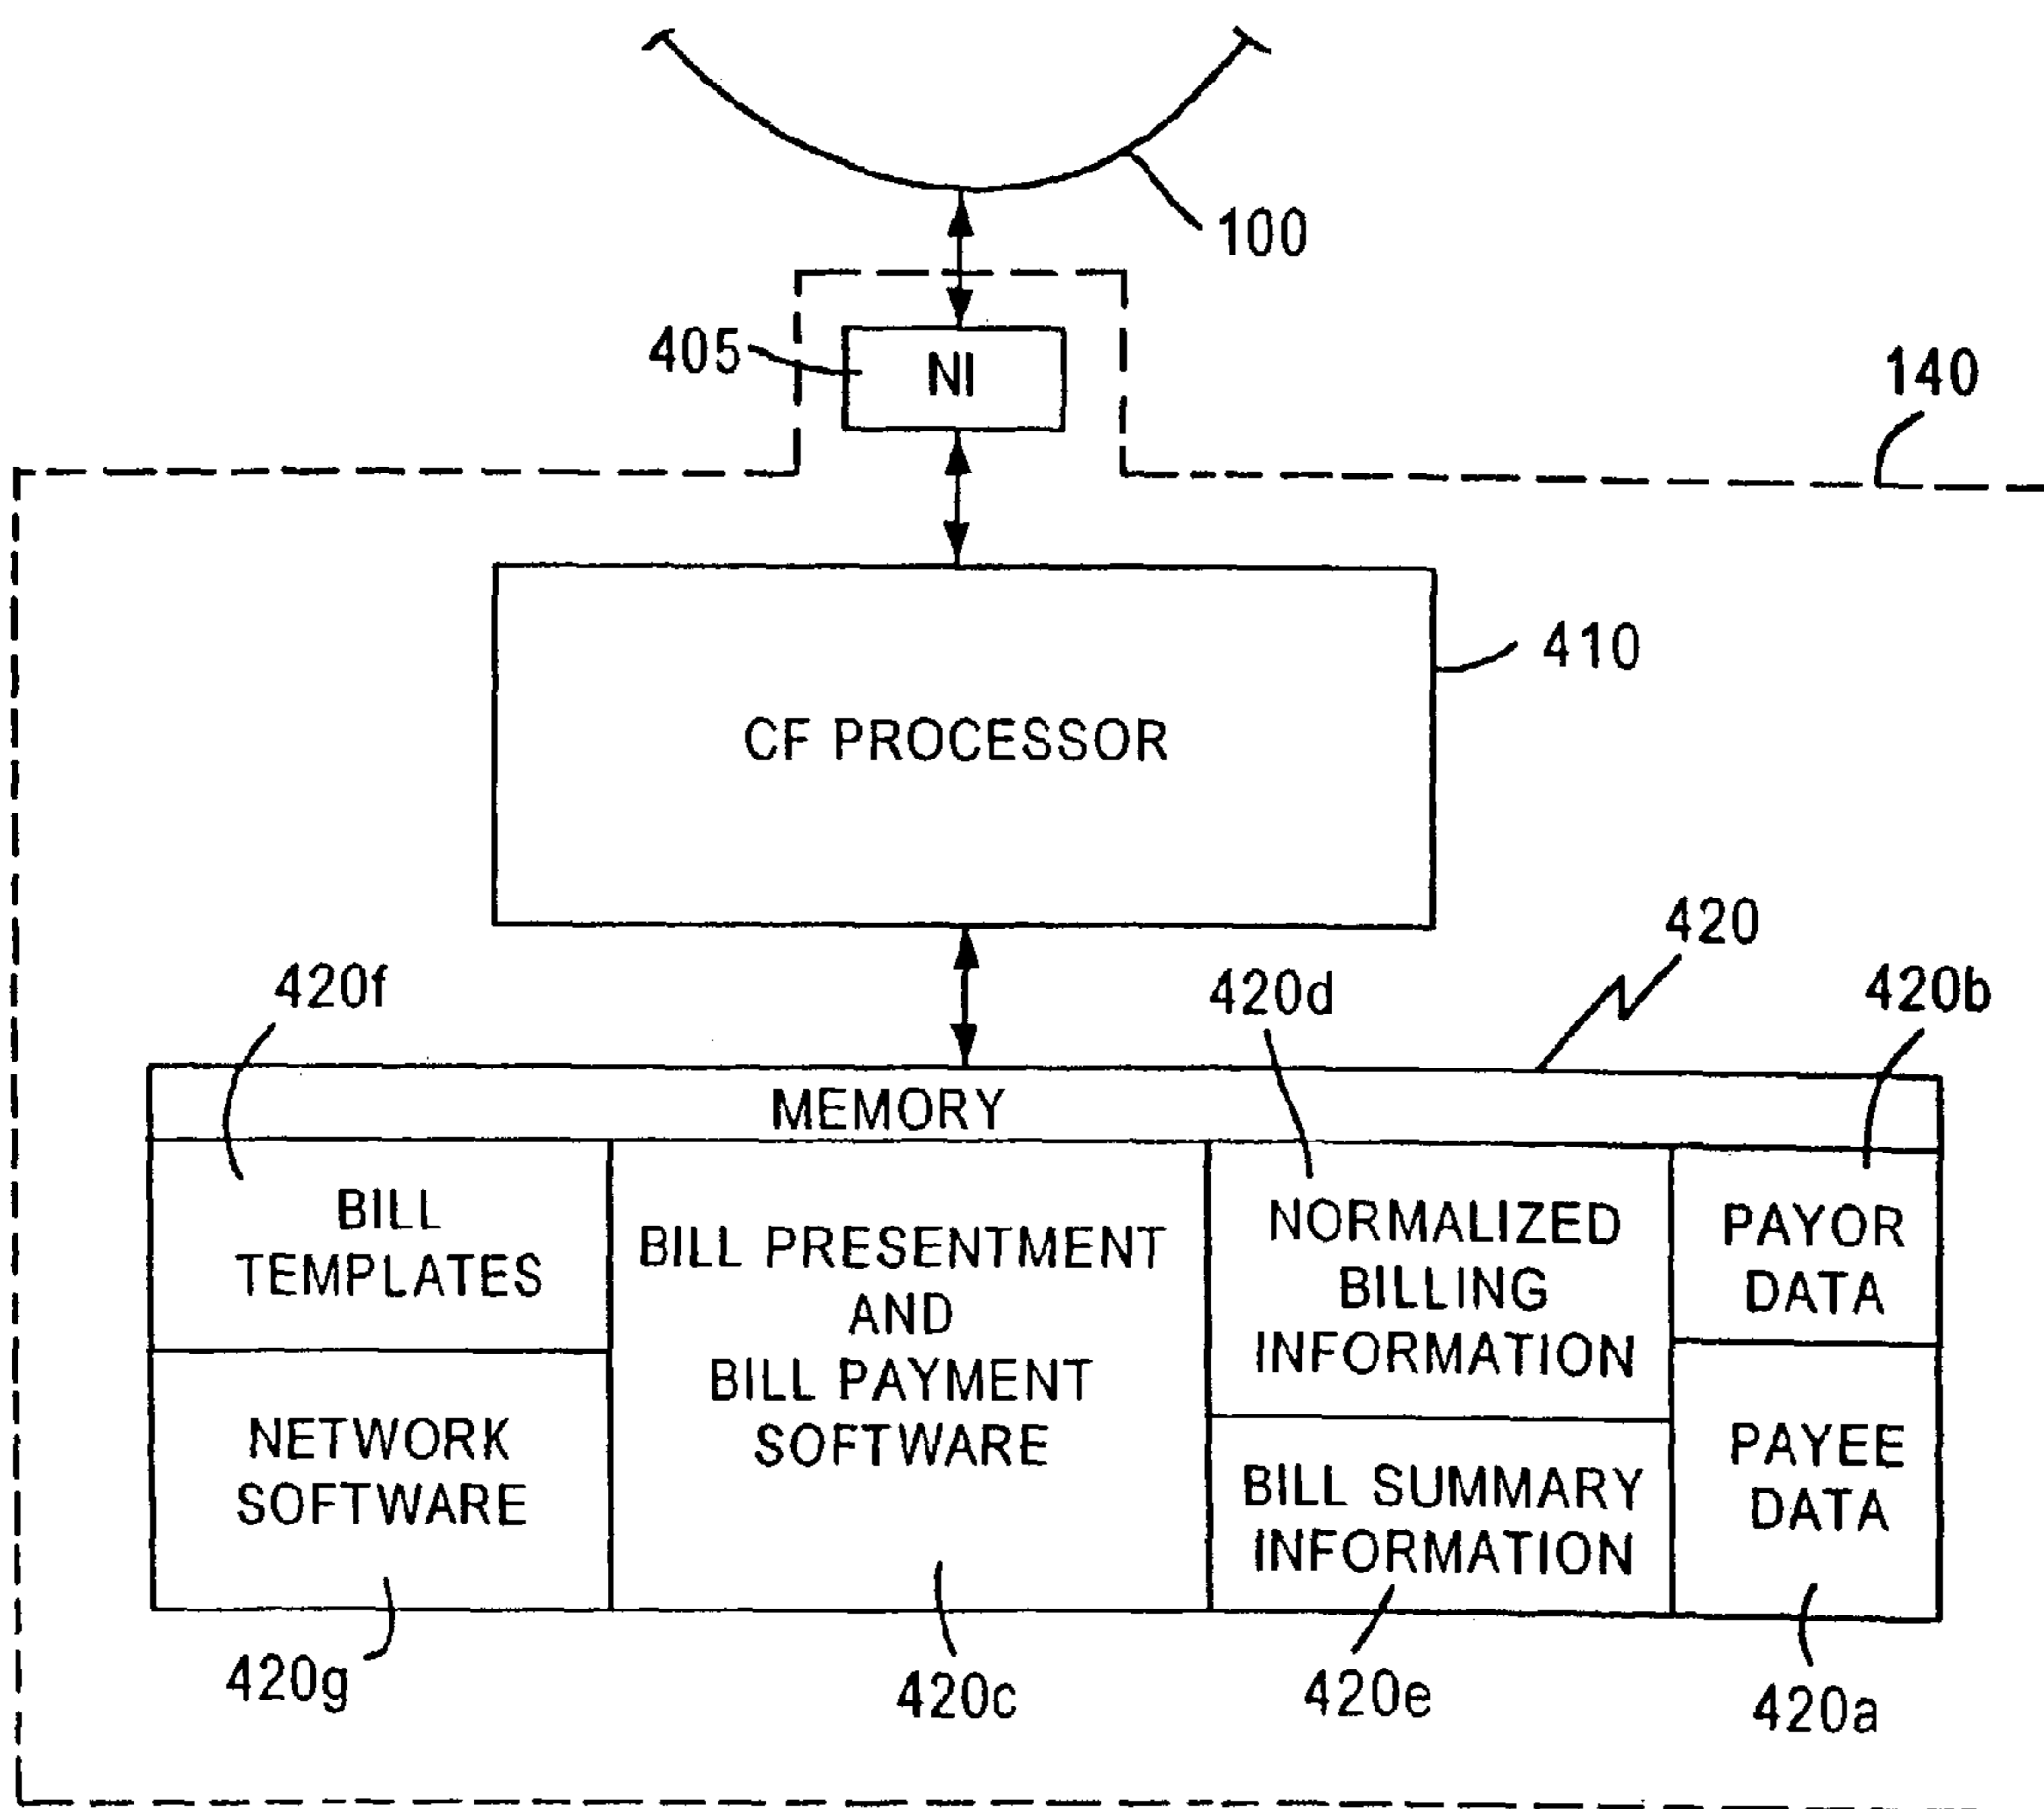 100
405
NI
140
410
CF PROCESSOR
420
420f
420d
420b
MEMORY
BILL
TEMPLATES
BILL PRESENTMENT
AND
BILL PAYMENT
SOFTWARE
NORMALIZED
BILLING
INFORMATION
PAYOR
DATA
NETWORK
SOFTWARE
BILL SUMMARY
INFORMATION
PAYEE
DATA
420g
420c
420e
420a